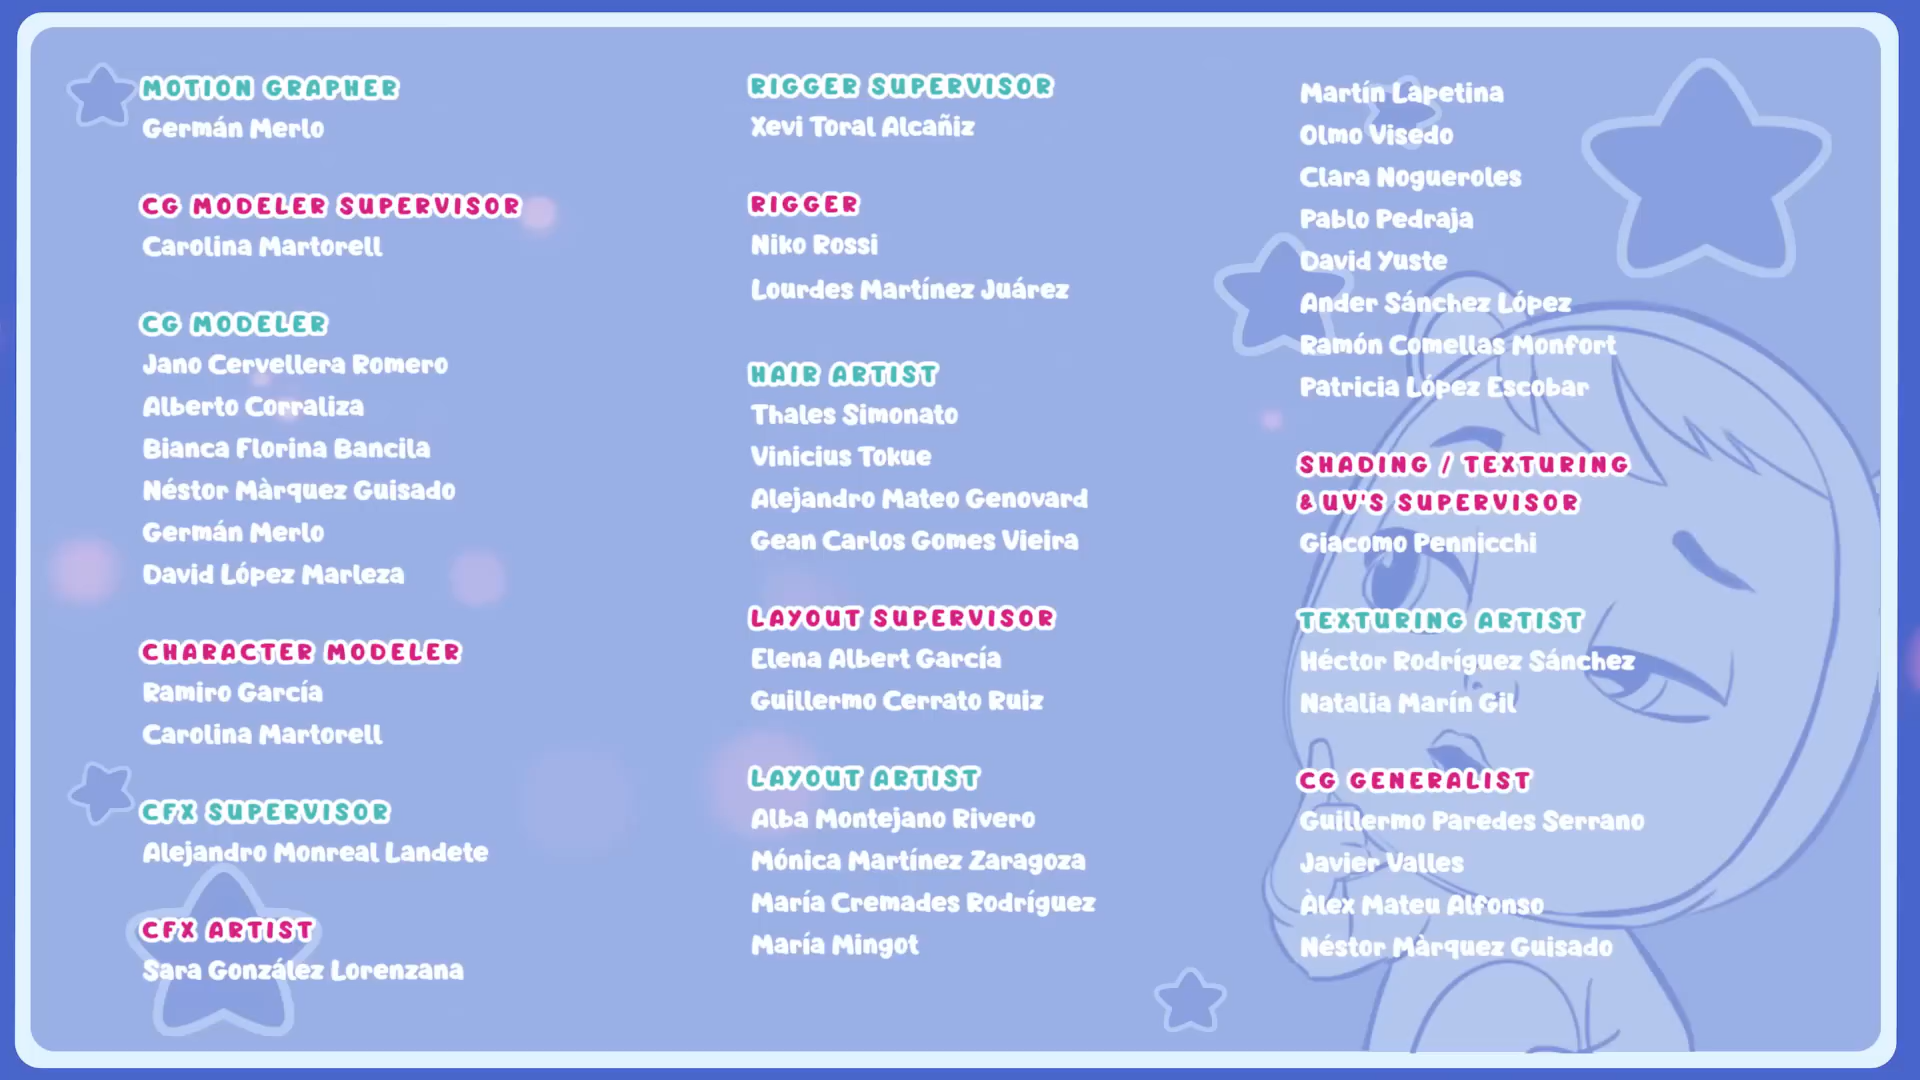 MOTION GRAPHER
Germán Merlo
CG MODELER SUPERVISOR
Carolina Martorell
CG MODELER
Jano Cervellera Romero
Alberto Corraliza
Bianca Florina Bancila
Néstor Màrquez Guisado
Germán Merlo
David López Marleza
CHARACTER MODELER
Ramiro García
Carolina Martorell
CFX SUPERVISOR
Alejandro Monreal Landete
CFX ARTIST
Sara González Lorenzana
RIGGER SUPERVISOR
Xevi Toral Alcañiz
RIGGER
Niko Rossi
Lourdes Martínez Juárez
HAIR ARTIST
Thales Simonato
Vinicius Tokue
Alejandro Mateo Genovard
Gean Carlos Gomes Vieira
LAYOUT SUPERVISOR
Elena Albert García
Guillermo Cerrato Ruiz
LAYOUT ARTIST
Alba Montejano Rivero
Mónica Martínez Zaragoza
María Cremades Rodríguez
María Mingot
Martín Lapetina
Olmo Visedo
Clara Nogueroles
Pablo Pedraja
David Yuste
Ander Sánchez López
Ramón Comellas Monfort
Patricia López Escobar
SHADING / TEXTURING
& UV'S SUPERVISOR
Giacomo Pennicchi
TEXTURING ARTIST
Héctor Rodríguez Sánchez
Natalia Marín Gil
CG GENERALIST
Guillermo Paredes Serrano
Javier Valles
Àlex Mateu Alfonso
Néstor Màrquez Guisado